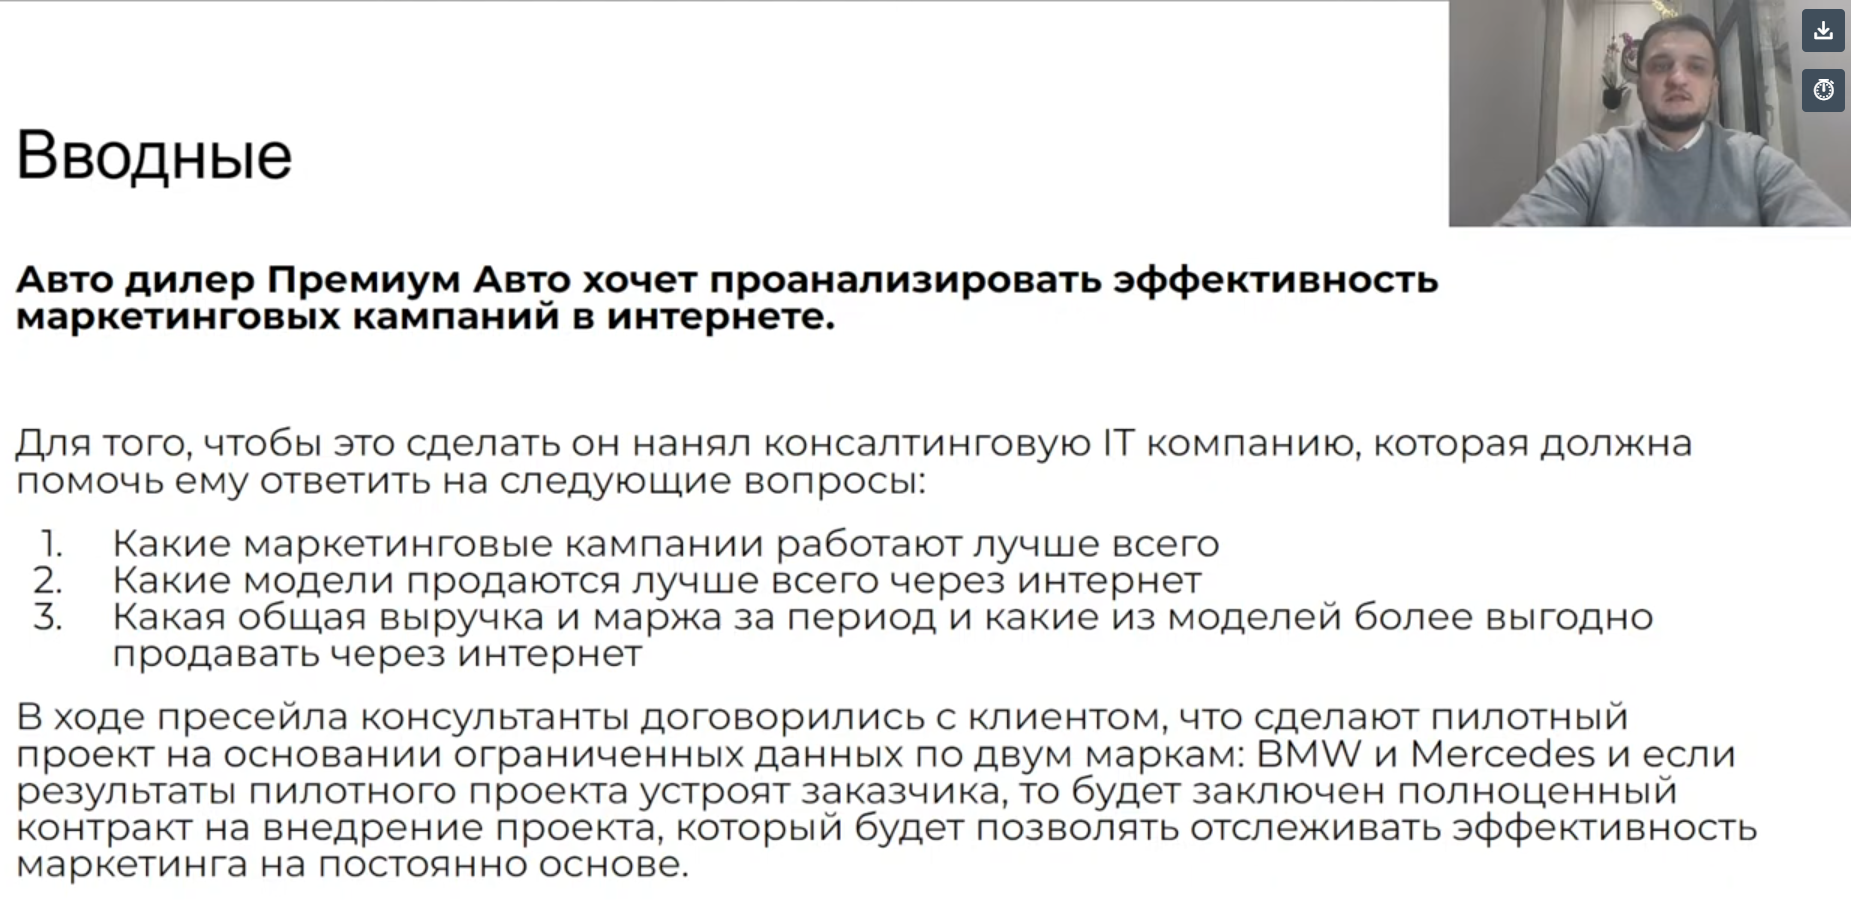 Вводные
Авто дилер Премиум Авто хочет проанализировать эффективность
маркетинговых кампаний в интернете.
Для того, чтобы это сделать он нанял консалтинговую IT компанию, которая должна
помочь ему ответить на следующие вопросы:
1. Какие маркетинговые кампании работают лучше всего
2. Какие модели продаются лучше всего через интернет
3. Какая общая выручка и маржа за период и какие из моделей более выгодно
продавать через интернет
В ходе пресейла консультанты договорились с клиентом, что сделают пилотный
проект на основании ограниченных данных по двум маркам: BMW и Mercedes и если
результаты пилотного проекта устроят заказчика, то будет заключен полноценный
контракт на внедрение проекта, который будет позволять отслеживать эффективность
маркетинга на постоянно основе.